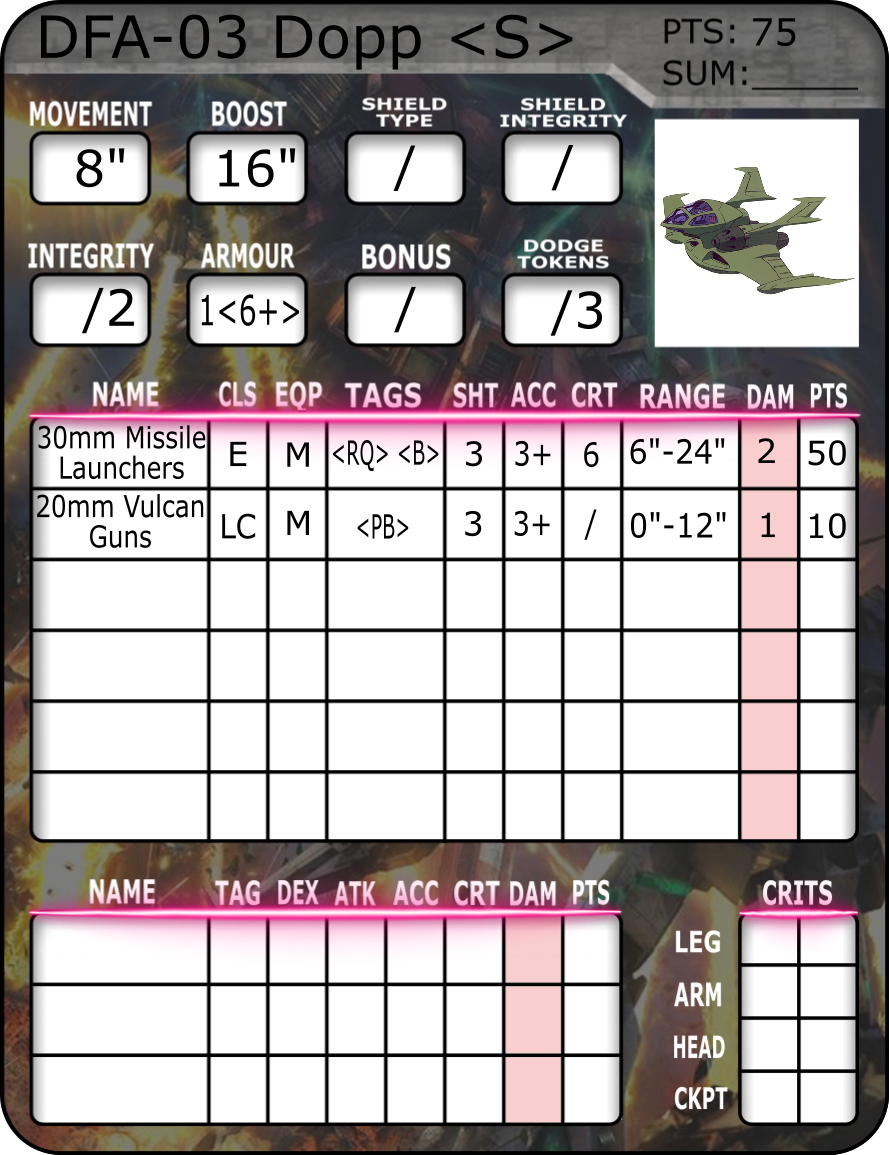 DFA-03 Dopp <S>
PTS: 75
SUM:______
MOVEMENT BOOST SHIELD TYPE SHIELD INTEGRITY
8" 16" / /
INTEGRITY ARMOUR BONUS DODGE TOKENS
/2 1<6+> / /3
NAME CLS EQP TAGS SHT ACC CRT RANGE DAM PTS
30mm Missile Launchers E M <RQ> <B> 3 3+ 6 6"-24" 2 50
20mm Vulcan Guns LC M <PB> 3 3+ / 0"-12" 1 10
NAME TAG DEX ATK ACC CRT DAM PTS
CRITS
LEG
ARM
HEAD
CKPT